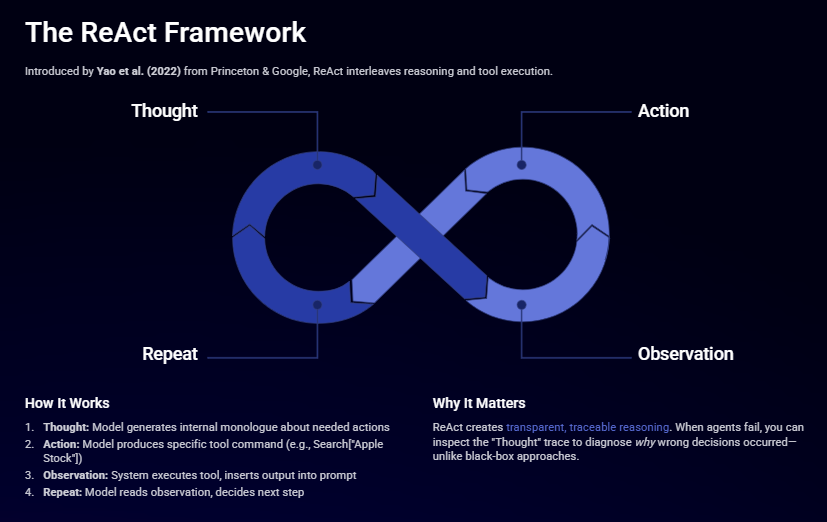 The ReAct Framework
Introduced by Yao et al. (2022) from Princeton & Google, ReAct interleaves reasoning and tool execution.
Thought
Action
Repeat
Observation
How It Works
1. Thought: Model generates internal monologue about needed actions
2. Action: Model produces specific tool command (e.g., Search["Apple
Stock"])
3. Observation: System executes tool, inserts output into prompt
4. Repeat: Model reads observation, decides next step
Why It Matters
ReAct creates transparent, traceable reasoning. When agents fail, you can
inspect the "Thought" trace to diagnose why wrong decisions occurred—
unlike black-box approaches.